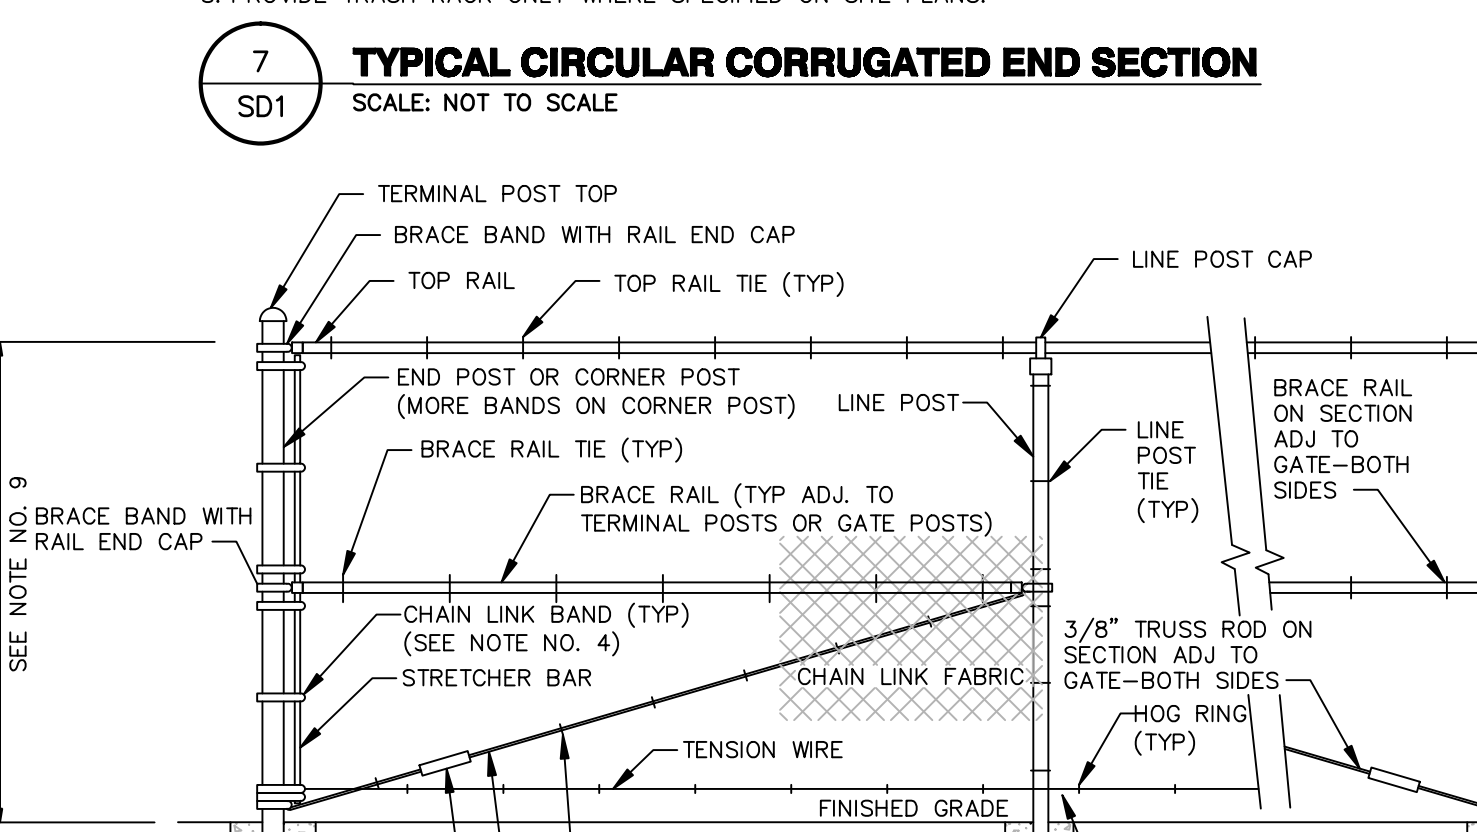 7
SD1
TYPICAL CIRCULAR CORRUGATED END SECTION
SCALE: NOT TO SCALE
TERMINAL POST TOP
BRACE BAND WITH RAIL END CAP
TOP RAIL
TOP RAIL TIE (TYP)
LINE POST CAP
END POST OR CORNER POST
(MORE BANDS ON CORNER POST)
LINE POST
BRACE RAIL
ON SECTION
ADJ TO
GATE-BOTH
SIDES
LINE
POST
TIE
(TYP)
BRACE RAIL TIE (TYP)
BRACE RAIL (TYP ADJ. TO
TERMINAL POSTS OR GATE POSTS)
SEE NOTE NO. 9
BRACE BAND WITH
RAIL END CAP
CHAIN LINK BAND (TYP)
(SEE NOTE NO. 4)
STRETCHER BAR
CHAIN LINK FABRIC
3/8" TRUSS ROD ON
SECTION ADJ TO
GATE-BOTH SIDES
HOG RING
(TYP)
TENSION WIRE
FINISHED GRADE